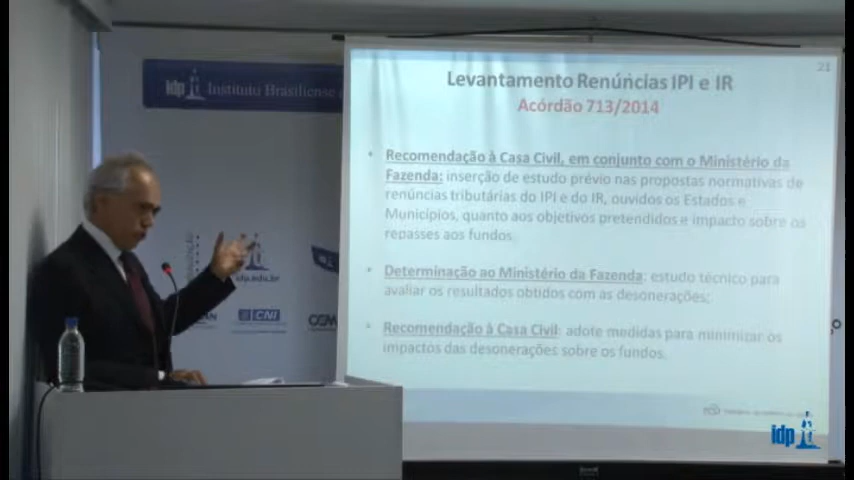 21
Levantamento Renúncias IPI e IR
Acórdão 713/2014
idp Instituto Brasiliense
• Recomendação à Casa Civil, em conjunto com o Ministério da
Fazenda: inserção de estudo prévio nas propostas normativas de
renúncias tributárias do IPI e do IR, ouvidos os Estados e
Municípios, quanto aos objetivos pretendidos e impacto sobre os
repasses aos fundos.
• Determinação ao Ministério da Fazenda: estudo técnico para
avaliar os resultados obtidos com as desonerações;
• Recomendação à Casa Civil: adote medidas para minimizar os
impactos das desonerações sobre os fundos.
idp.edu.br
CNI
idp